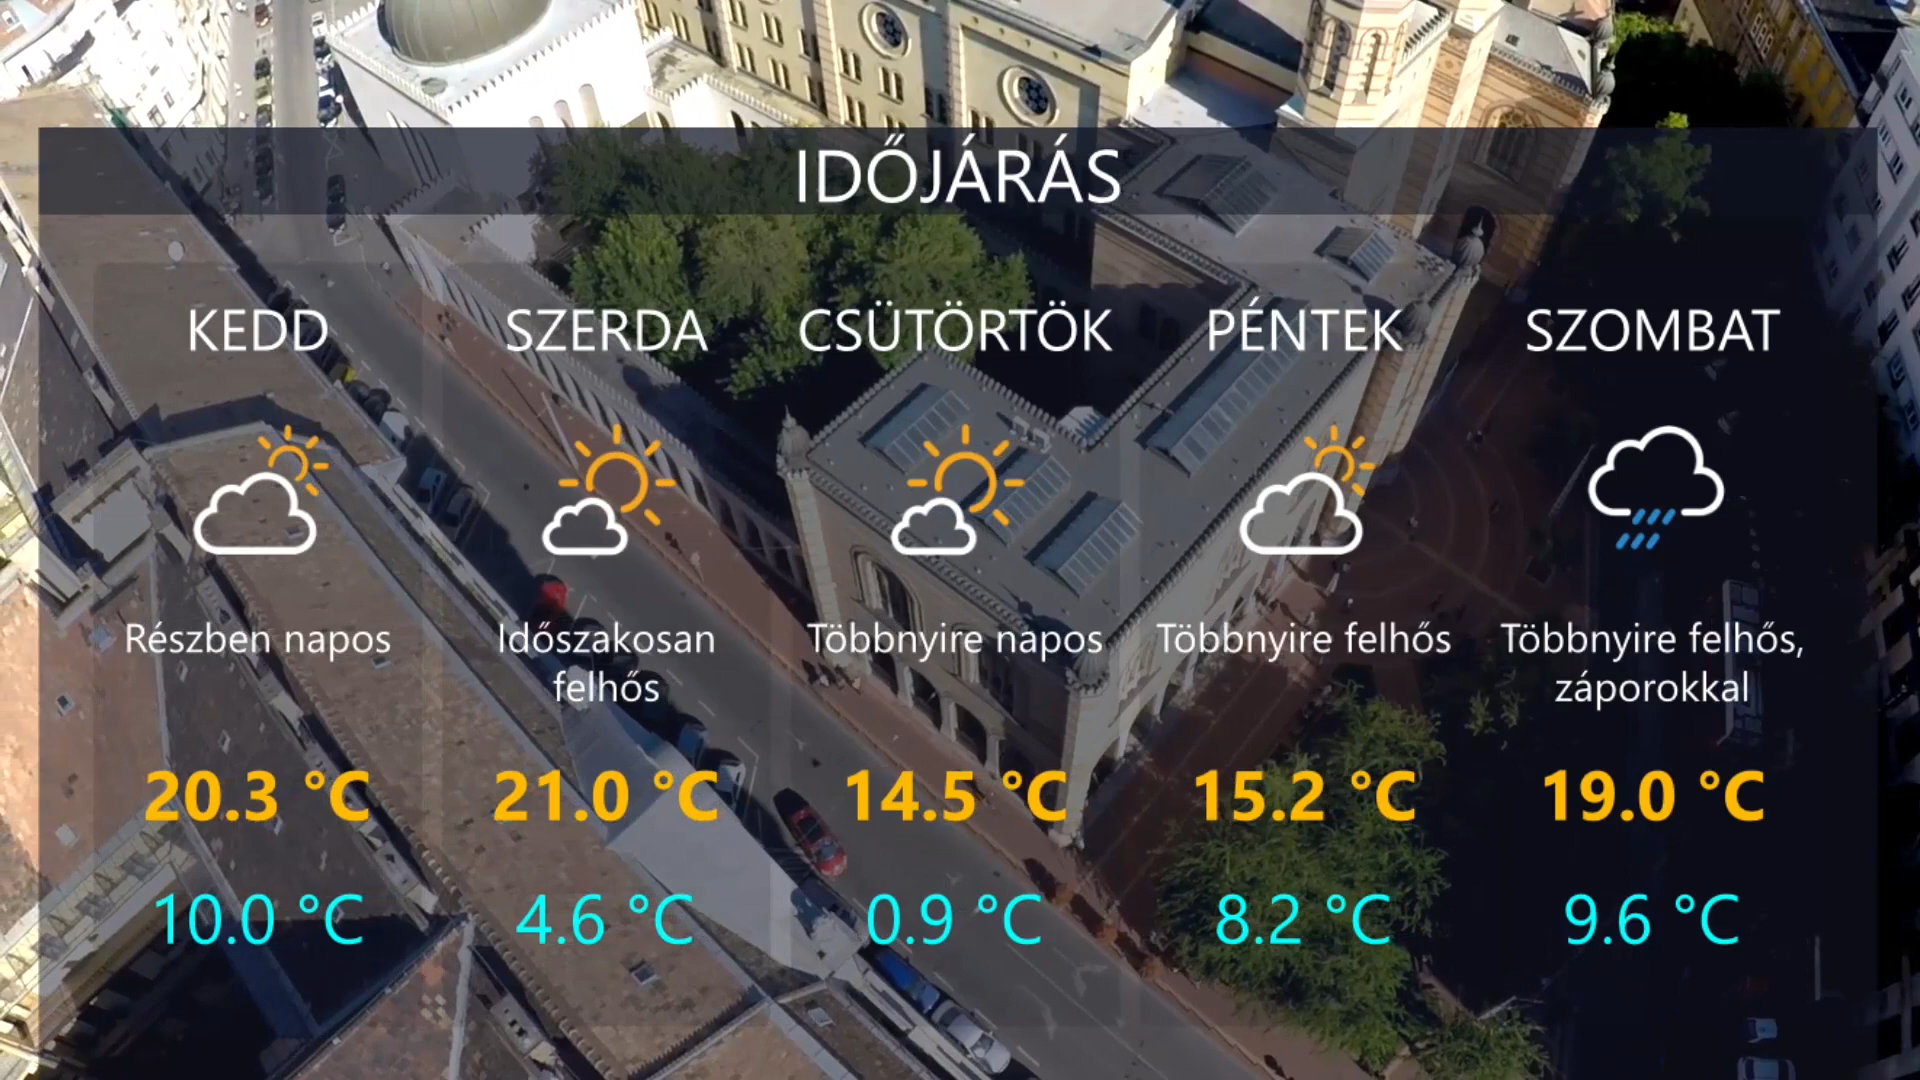 IDŐJÁRÁS
KEDD
SZERDA
CSÜTÖRTÖK
PÉNTEK
SZOMBAT
Részben napos
Időszakosan
felhős
Többnyire napos
Többnyire felhős
Többnyire felhős,
záporokkal
20.3 °C
21.0 °C
14.5 °C
15.2 °C
19.0 °C
10.0 °C
4.6 °C
0.9 °C
8.2 °C
9.6 °C